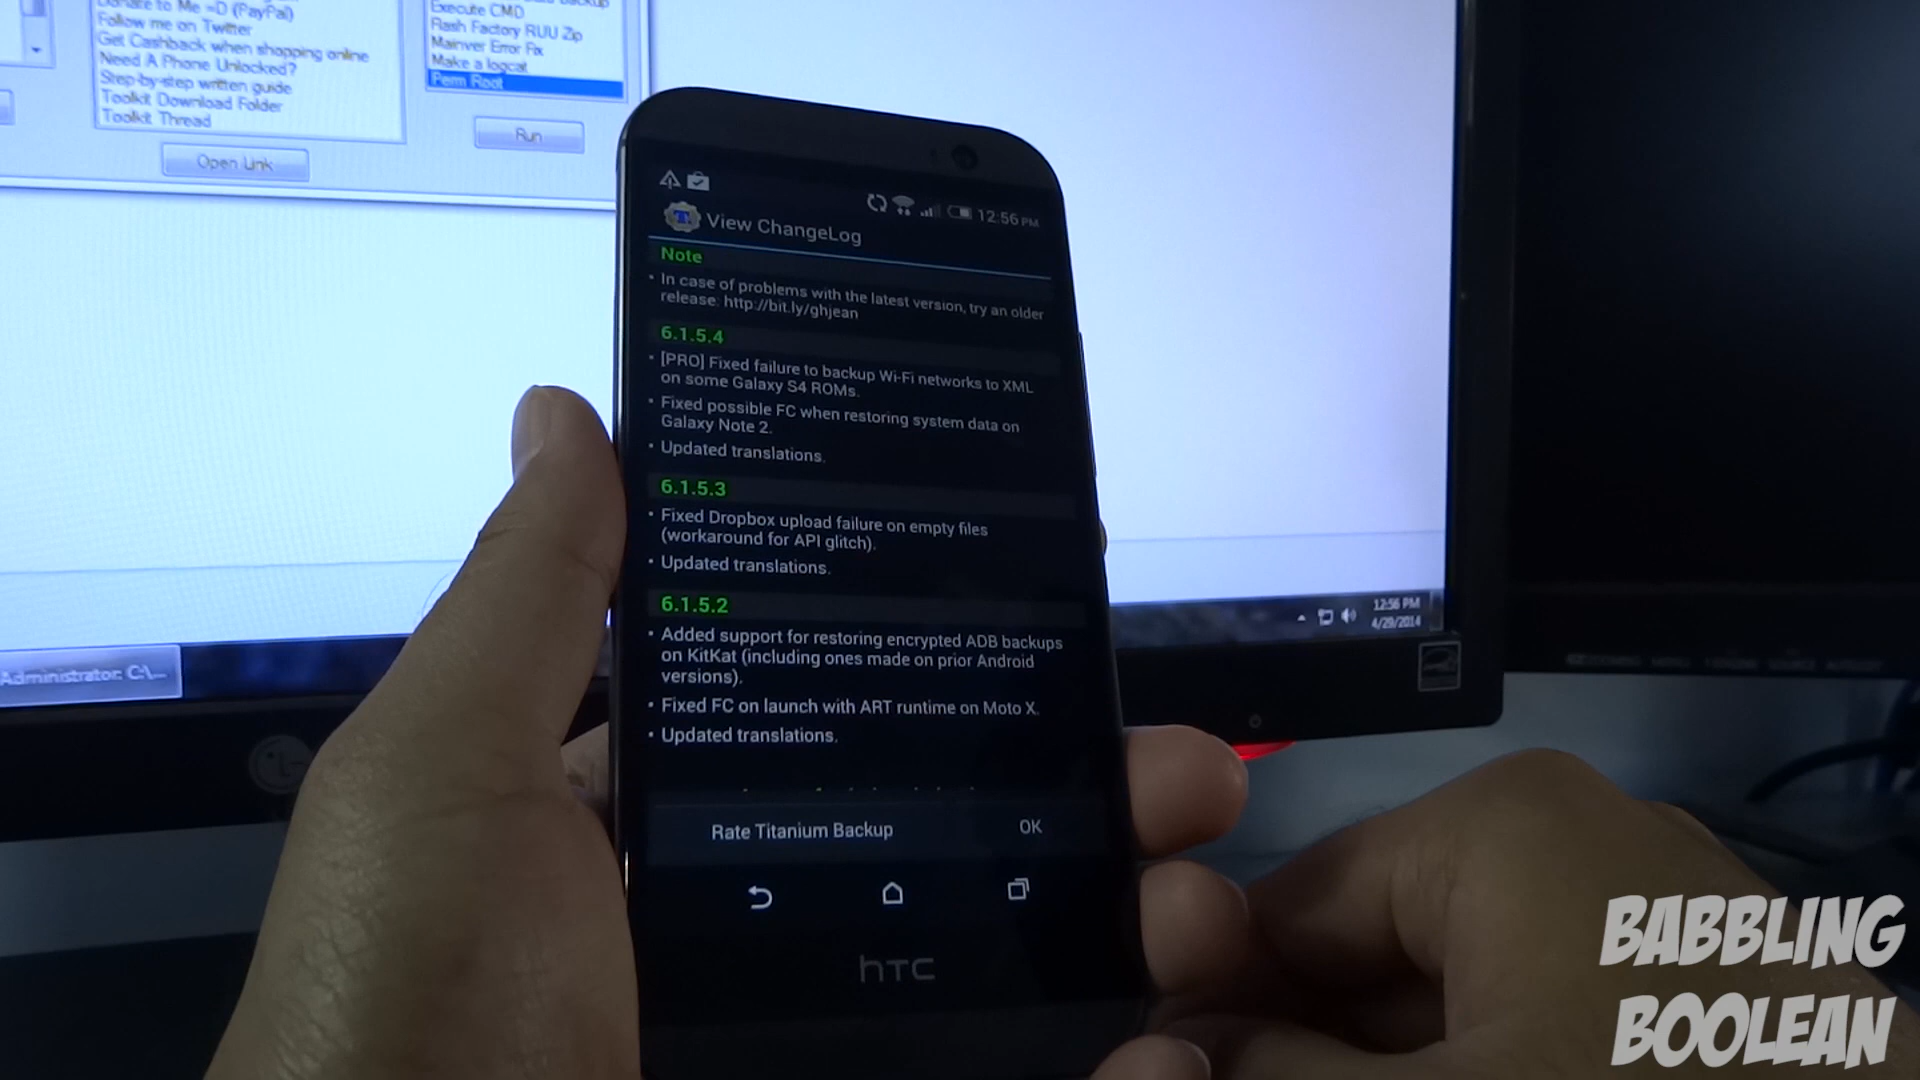 Donate to Me =D (PayPal)
Follow me on Twitter
Get Cashback when shopping online
Need A Phone Unlocked?
Step-by-step written guide
Toolkit Download Folder
Toolkit Thread
Open Link
Backup
Execute CMD
Flash Factory RUU Zip
Mainver Error Fix
Make a logcat
Perm Root
Run
12:56 PM
View ChangeLog
Note
• In case of problems with the latest version, try an older
release: http://bit.ly/ghjean
6.1.5.4
• [PRO] Fixed failure to backup Wi-Fi networks to XML
on some Galaxy S4 ROMs.
• Fixed possible FC when restoring system data on
Galaxy Note 2.
• Updated translations.
6.1.5.3
• Fixed Dropbox upload failure on empty files
(workaround for API glitch).
• Updated translations.
6.1.5.2
• Added support for restoring encrypted ADB backups
on KitKat (including ones made on prior Android
versions).
• Fixed FC on launch with ART runtime on Moto X.
• Updated translations.
Rate Titanium Backup
OK
hTC
Administrator: C:\...
12:56 PM
4/29/2014
LG
BABBLING
BOOLEAN